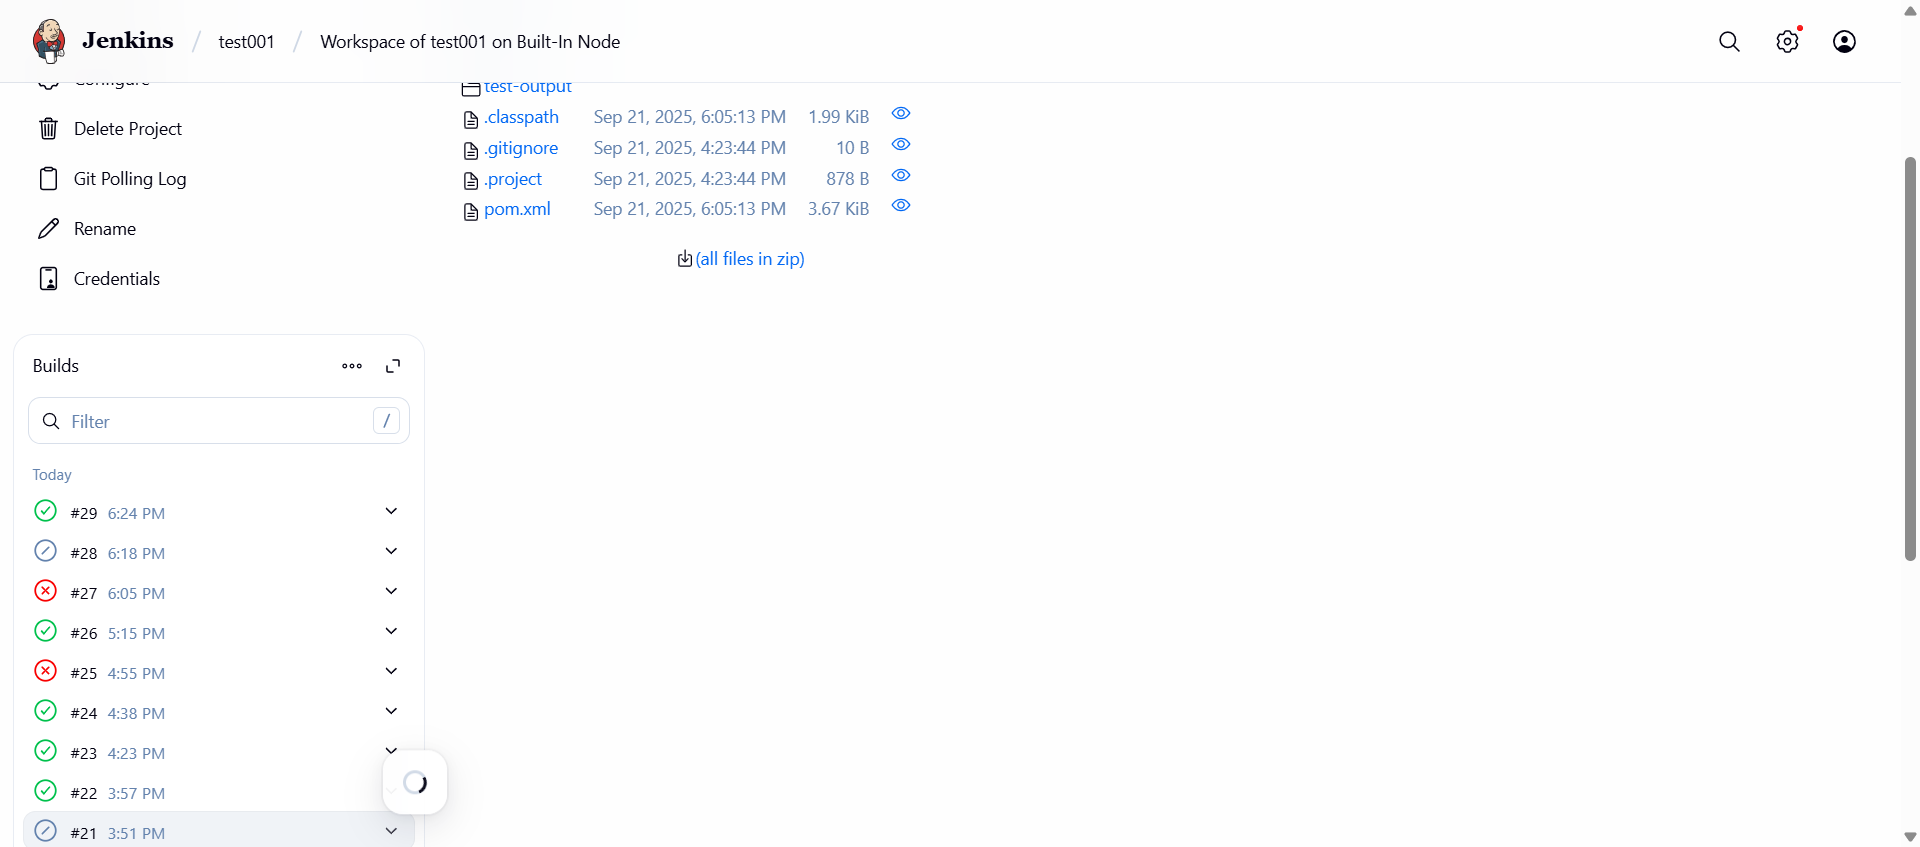 Jenkins / test001 / Workspace of test001 on Built-In Node
Configure
Delete Project
Git Polling Log
Rename
Credentials
test-output
.classpath Sep 21, 2025, 6:05:13 PM 1.99 KiB
.gitignore Sep 21, 2025, 4:23:44 PM 10 B
.project Sep 21, 2025, 4:23:44 PM 878 B
pom.xml Sep 21, 2025, 6:05:13 PM 3.67 KiB
(all files in zip)
Builds
Filter /
Today
#29 6:24 PM
#28 6:18 PM
#27 6:05 PM
#26 5:15 PM
#25 4:55 PM
#24 4:38 PM
#23 4:23 PM
#22 3:57 PM
#21 3:51 PM